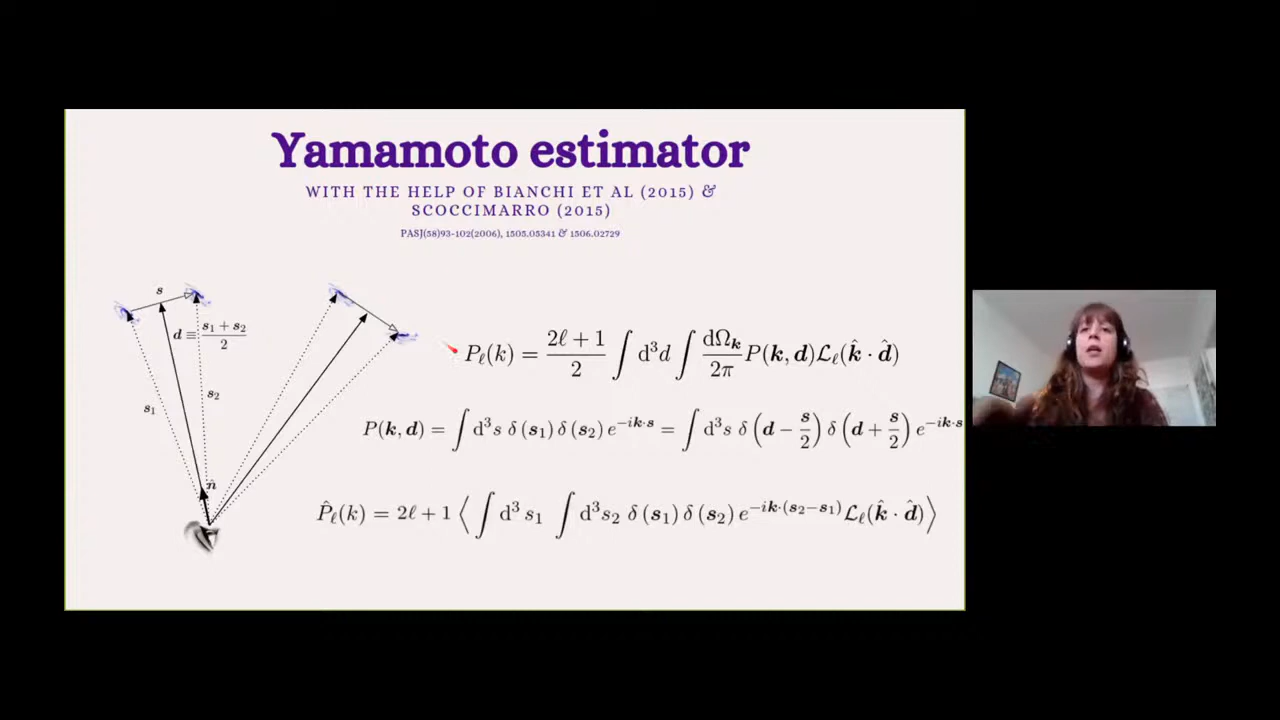 Yamamoto estimator
WITH THE HELP OF BIANCHI ET AL (2015) &
SCOCCIMARRO (2015)
PASJ(58)93-102(2006), 1505.05341 & 1506.02729
s
d ≡ (s₁ + s₂)/2
s₁
s₂
n̂
P_ℓ(k) = (2ℓ + 1)/2 ∫ d³d ∫ dΩ_k/2π P(k, d)ℒ_ℓ(k̂ · d̂)
P(k, d) = ∫ d³s δ (s₁) δ (s₂) e^{−ik·s} = ∫ d³s δ (d − s/2) δ (d + s/2) e^{−ik·s}
P̂_ℓ(k) = 2ℓ + 1 ⟨ ∫ d³ s₁ ∫ d³s₂ δ (s₁) δ (s₂) e^{−ik·(s₂−s₁)} ℒ_ℓ(k̂ · d̂) ⟩